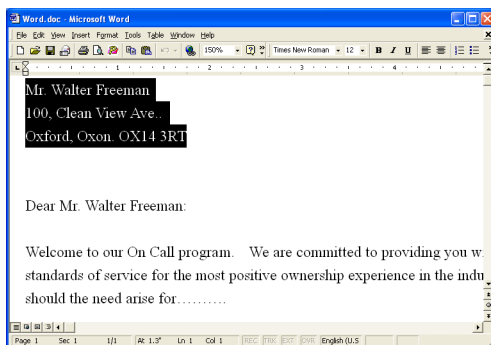 Word.doc - Microsoft Word
File Edit View Insert Format Tools Table Window Help
150% Times New Roman 12 B I U
1 2 3 4
Mr. Walter Freeman
100, Clean View Ave..
Oxford, Oxon. OX14 3RT
Dear Mr. Walter Freeman:
Welcome to our On Call program. We are committed to providing you w
standards of service for the most positive ownership experience in the indu
should the need arise for..........
Page 1 Sec 1 1/1 At 1.3" Ln 1 Col 1 REC TRK EXT OVR English (U.S